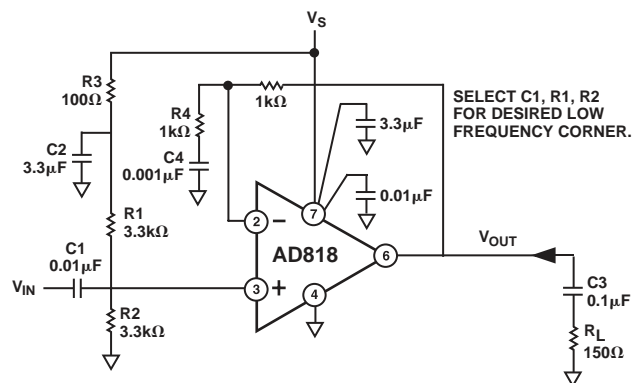 VS
R3
100Ω
R4
1kΩ
1kΩ
SELECT C1, R1, R2
FOR DESIRED LOW
FREQUENCY CORNER.
C2
3.3μF
C4
0.001μF
3.3μF
0.01μF
R1
3.3kΩ
C1
0.01μF
VIN
2
–
7
AD818
6
3
+
4
VOUT
C3
0.1μF
R2
3.3kΩ
RL
150Ω